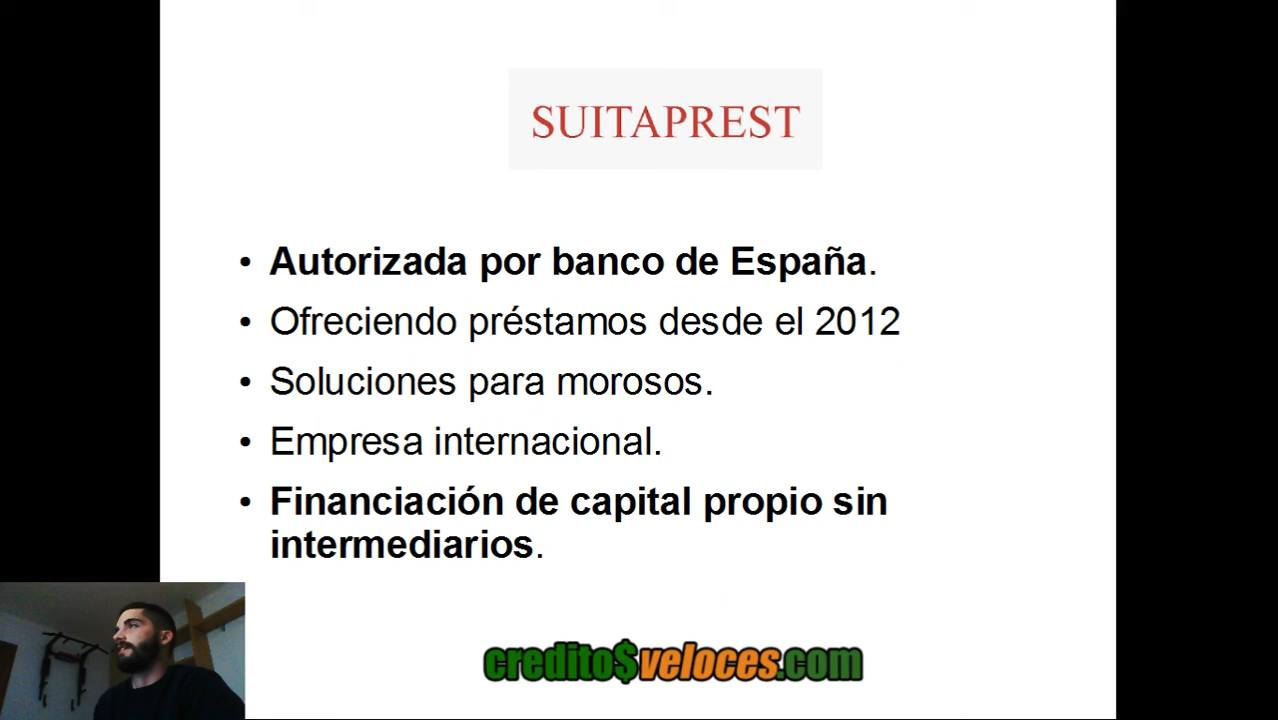 SUITAPREST
• Autorizada por banco de España.
• Ofreciendo préstamos desde el 2012
• Soluciones para morosos.
• Empresa internacional.
• Financiación de capital propio sin
intermediarios.
credito$veloces.com